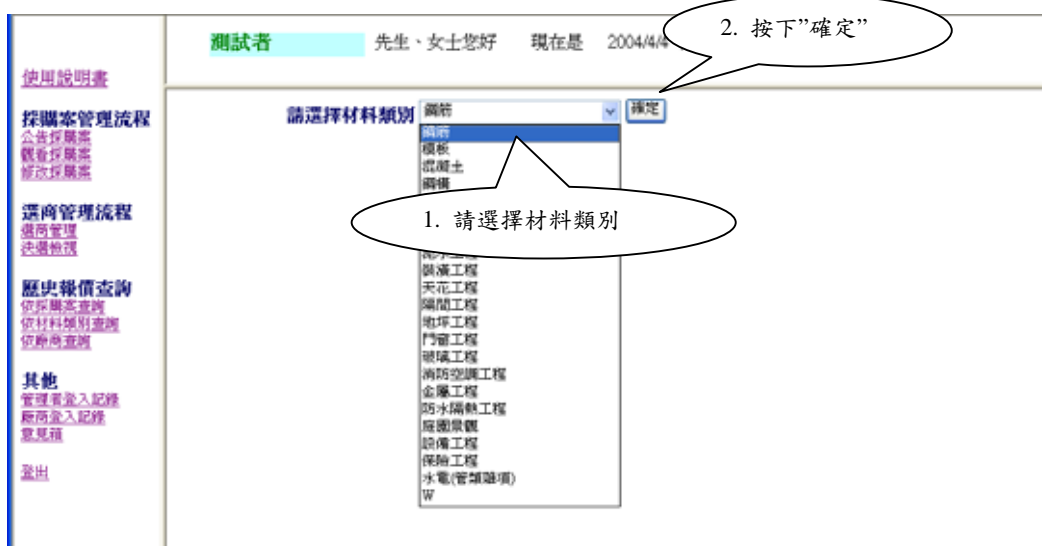 測試者 先生、女士您好 現在是 2004/4/4
2. 按下”確定”
使用說明書
採購案管理流程
公告採購案
觀看採購案
修改採購案
選商管理流程
選商管理
決選檢視
歷史報價查詢
依採購案查詢
依材料類別查詢
依廠商查詢
其他
管理者登入記錄
廠商登入記錄
意見箱
登出
請選擇材料類別 鋼筋 確定
鋼筋
模板
混凝土
鋼構
1. 請選擇材料類別
裝潢工程
天花工程
隔間工程
地坪工程
門窗工程
玻璃工程
消防空調工程
金屬工程
防水隔熱工程
庭園景觀
設備工程
保險工程
水電(管類雜項)
W